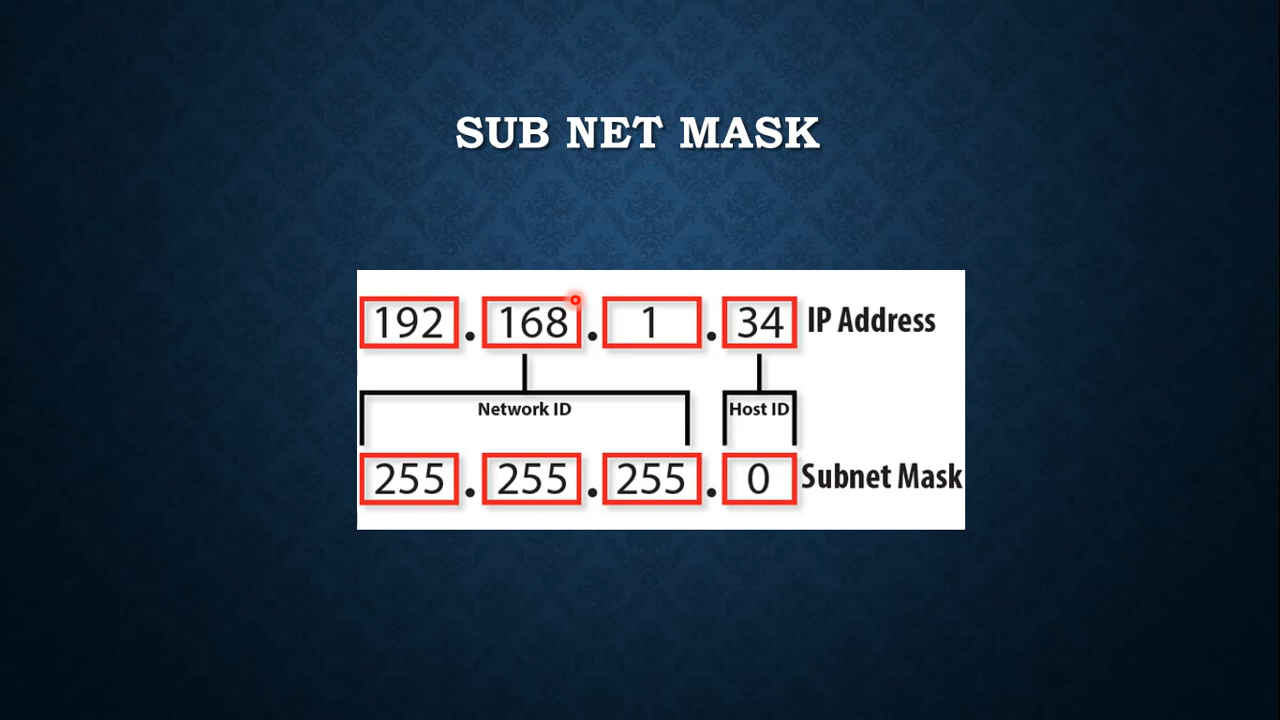 SUB NET MASK
192 . 168 . 1 . 34 IP Address
Network ID Host ID
255 . 255 . 255 . 0 Subnet Mask